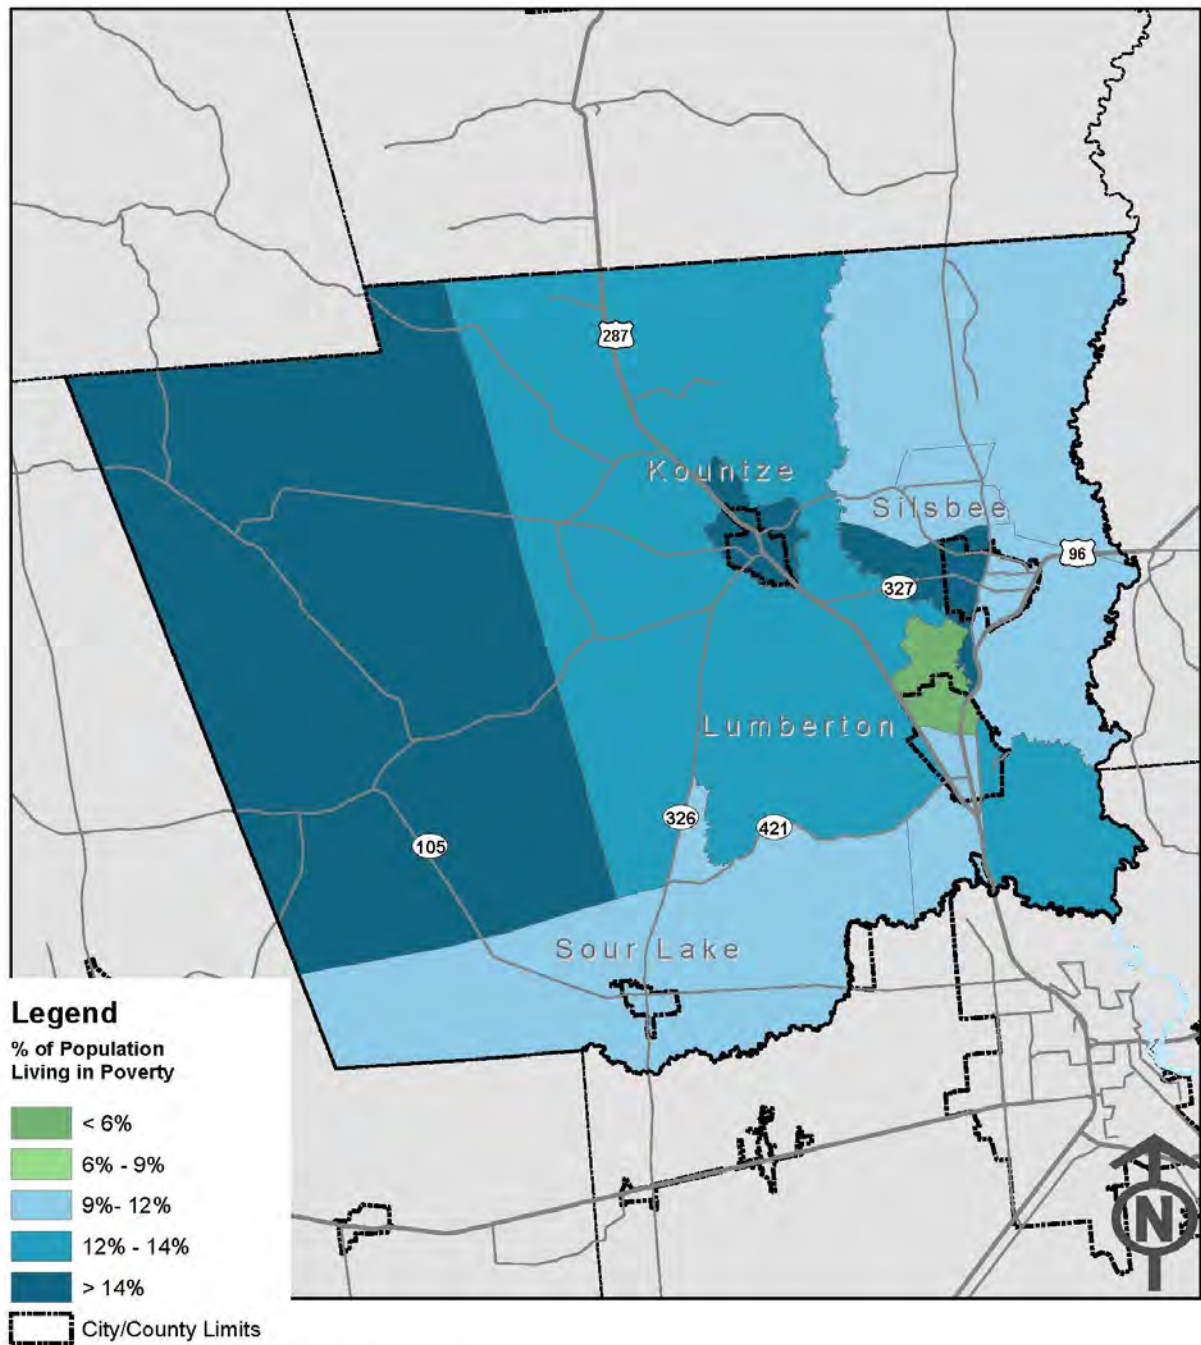 287
Kountze
Silsbee
96
327
Lumberton
326
421
105
Sour Lake
Legend
% of Population
Living in Poverty
< 6%
6% - 9%
9%- 12%
12% - 14%
> 14%
City/County Limits
N